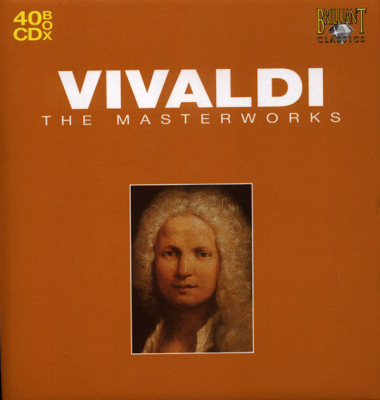 40 BOX
CD
BRILLIANT
CLASSICS
VIVALDI
THE MASTERWORKS